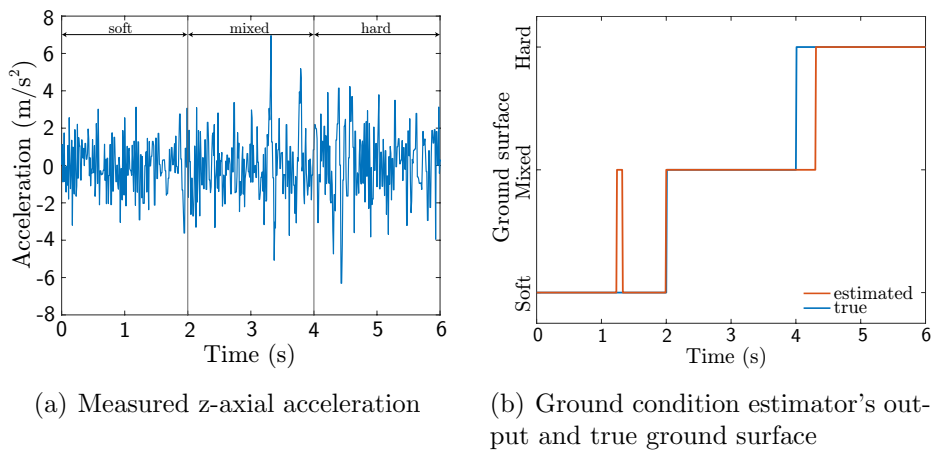 8
6
4
2
0
-2
-4
-6
-8
Acceleration (m/s²)
soft
mixed
hard
0 1 2 3 4 5 6
Time (s)
(a) Measured z-axial acceleration
Hard
Mixed
Soft
Ground surface
estimated
true
0 1 2 3 4 5 6
Time (s)
(b) Ground condition estimator's out-
put and true ground surface